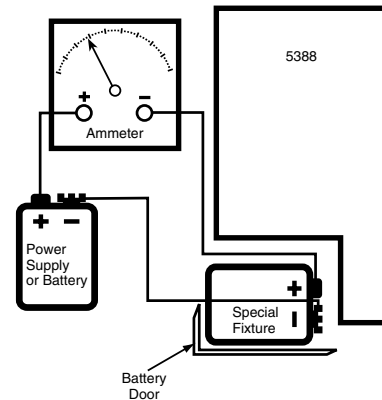 5388
+ −
Ammeter
+ −
Power
Supply
or Battery
+
Special
Fixture
−
Battery
Door